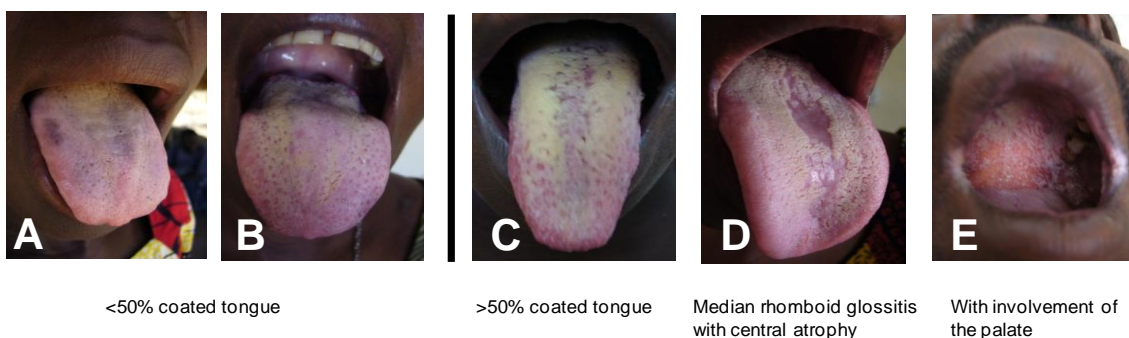 A
B
C
D
E
<50% coated tongue
>50% coated tongue
Median rhomboid glossitis
with central atrophy
With involvement of
the palate